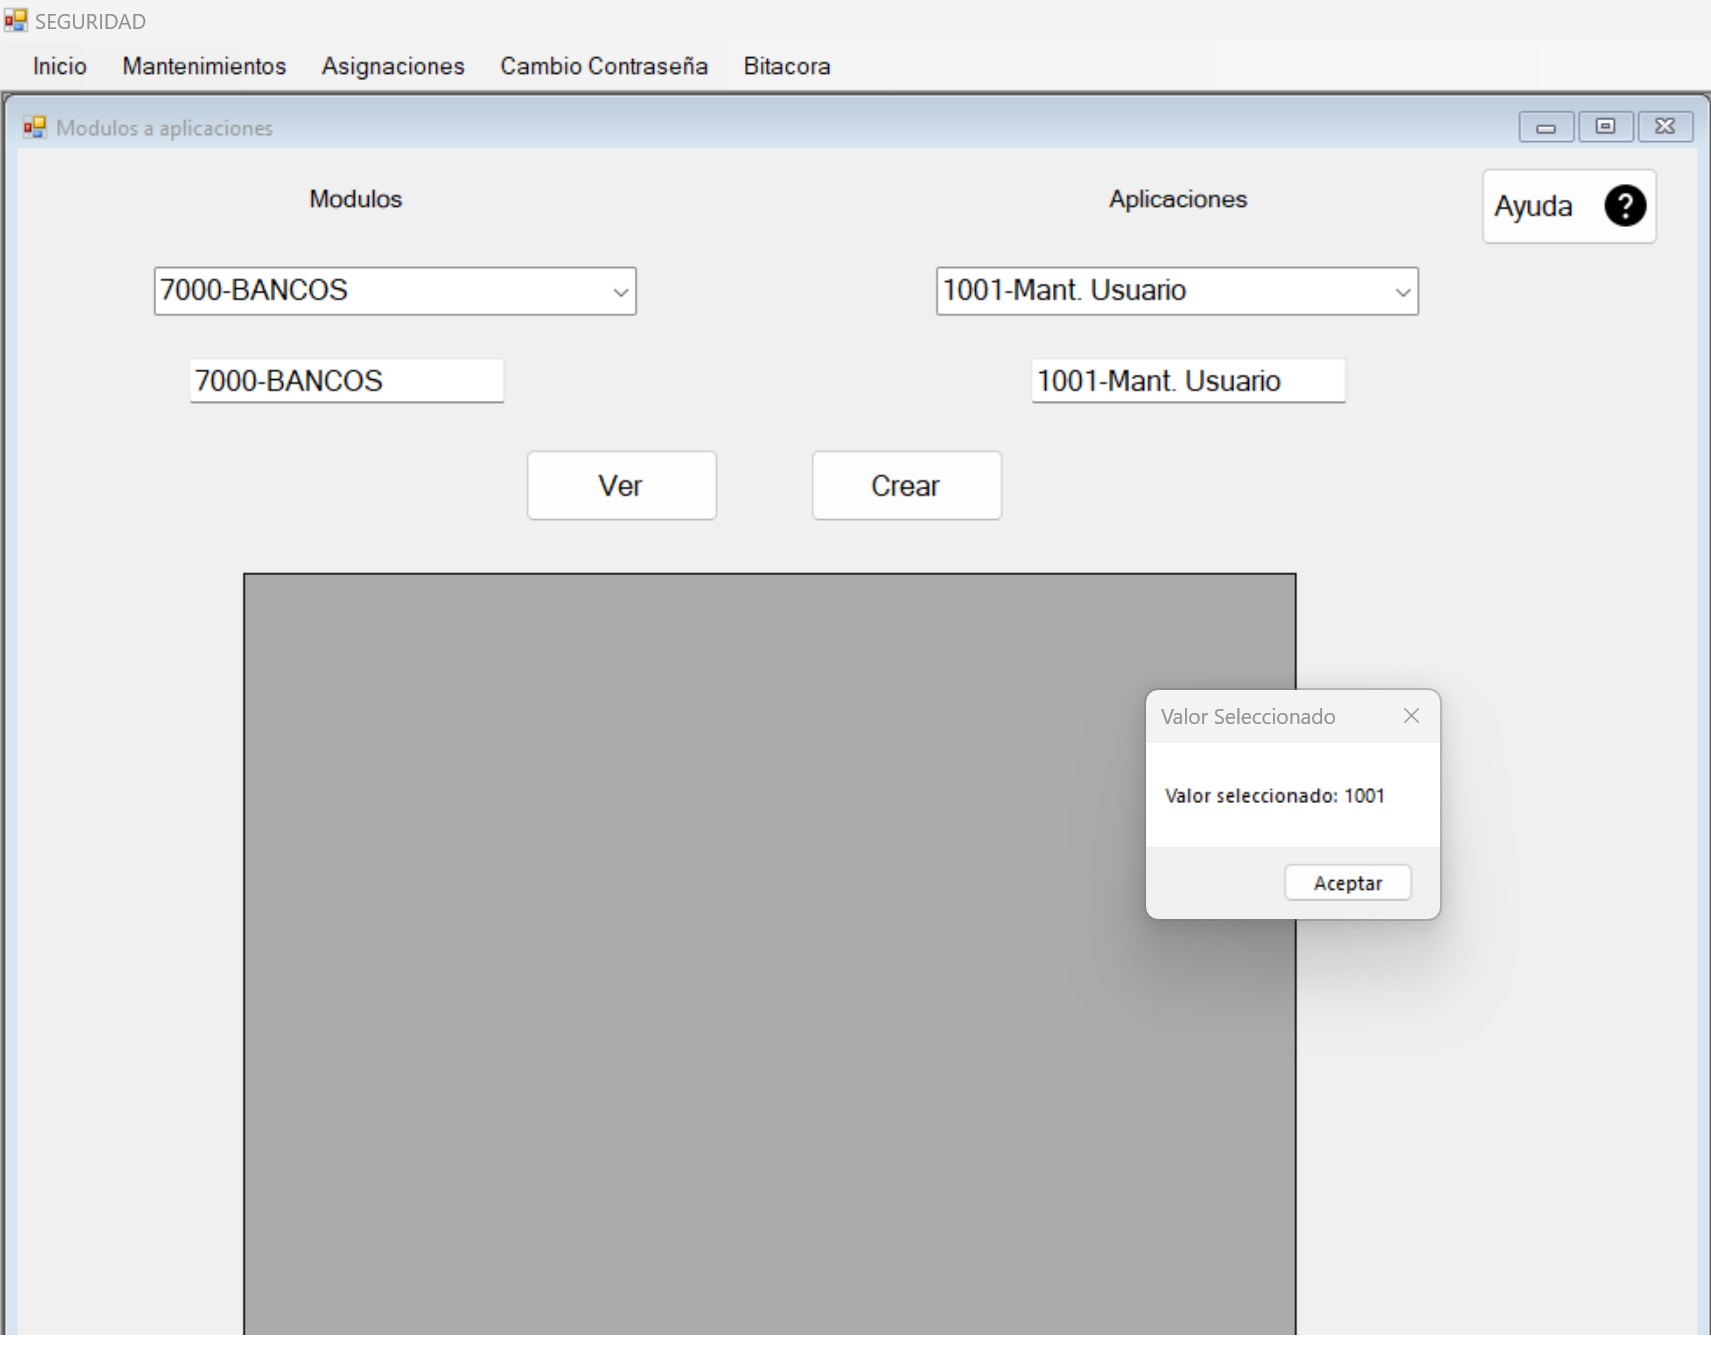 SEGURIDAD
Inicio Mantenimientos Asignaciones Cambio Contraseña Bitacora
Modulos a aplicaciones
Modulos Aplicaciones
Ayuda
7000-BANCOS 1001-Mant. Usuario
7000-BANCOS 1001-Mant. Usuario
Ver Crear
Valor Seleccionado
Valor seleccionado: 1001
Aceptar